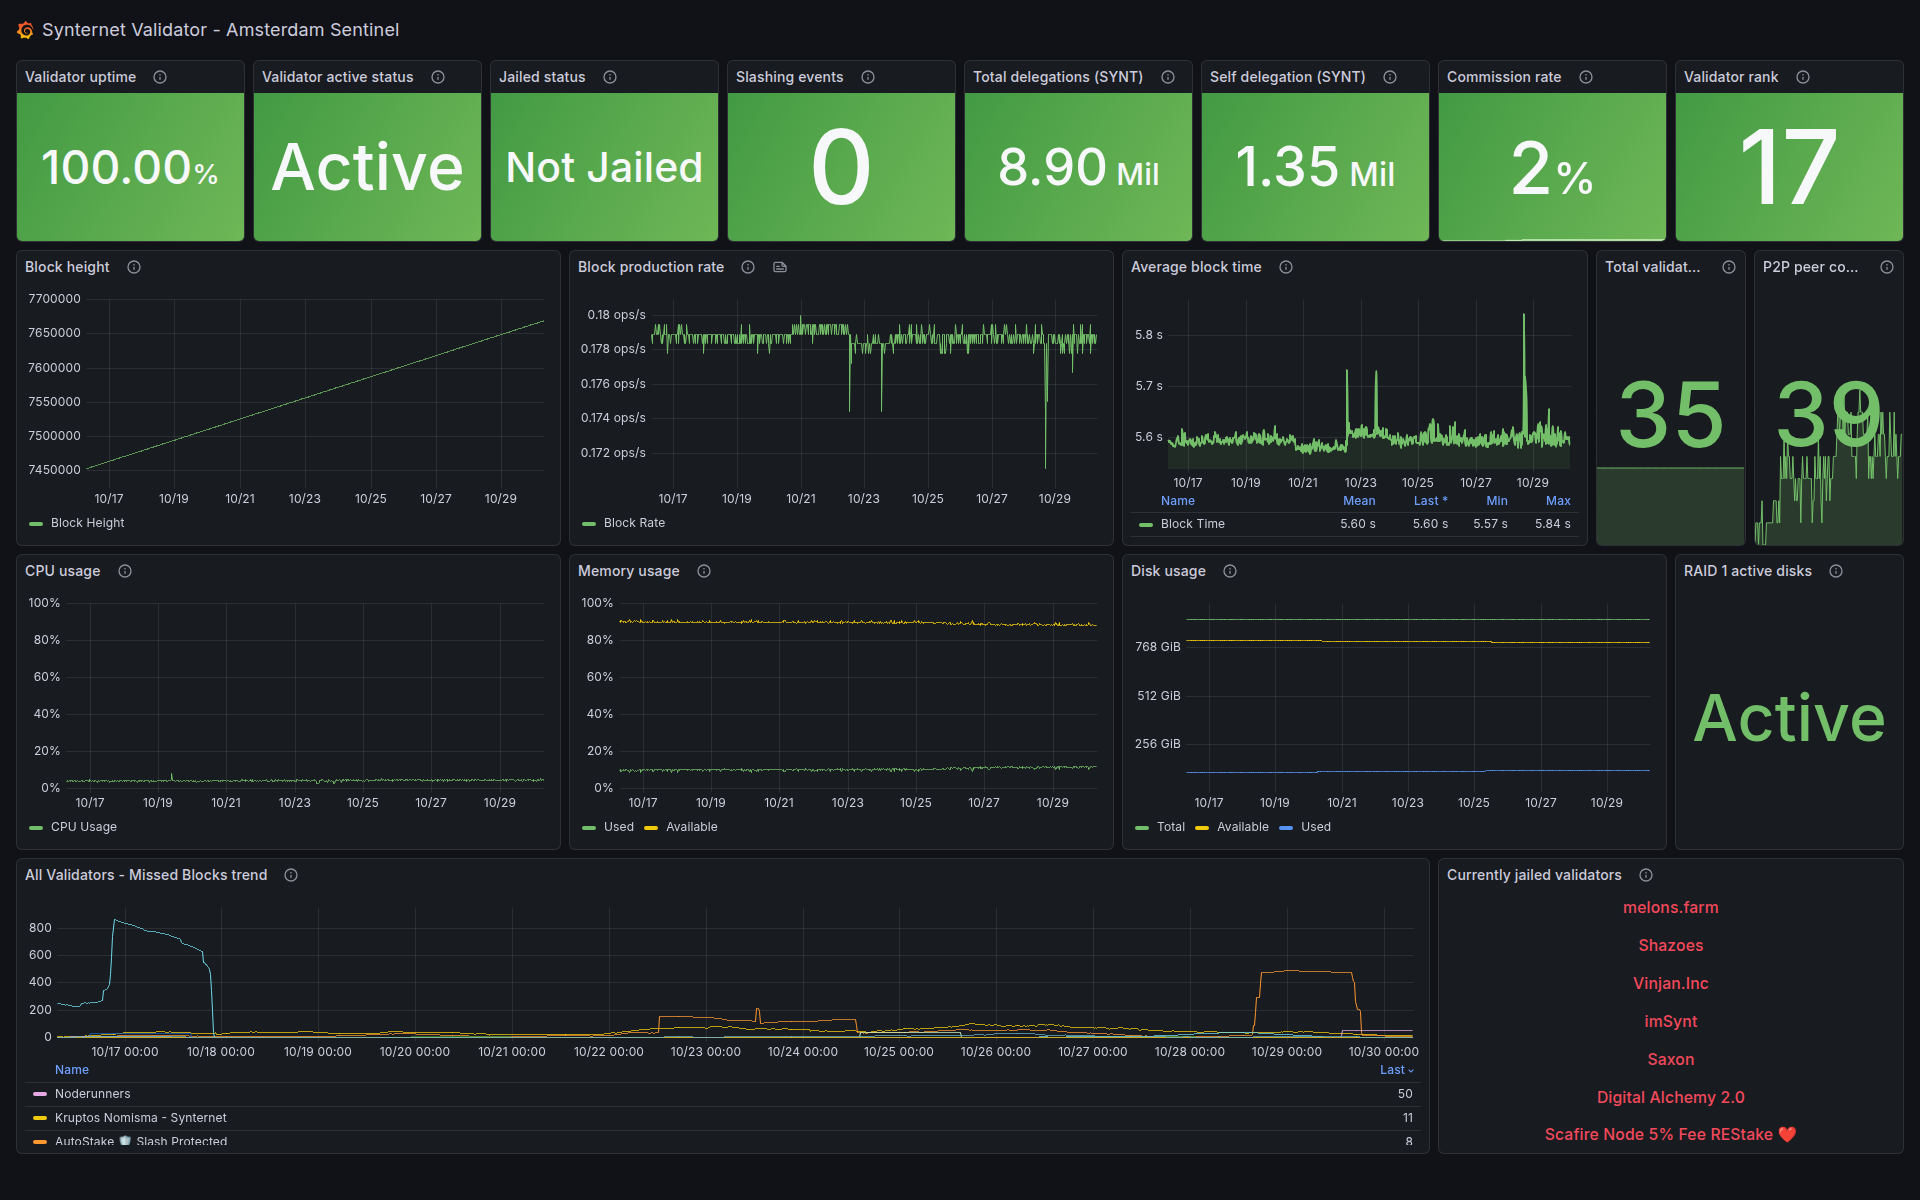 Synternet Validator - Amsterdam Sentinel
Validator uptime
100.00%
Validator active status
Active
Jailed status
Not Jailed
Slashing events
0
Total delegations (SYNT)
8.90 Mil
Self delegation (SYNT)
1.35 Mil
Commission rate
2%
Validator rank
17
Block height
7700000
7650000
7600000
7550000
7500000
7450000
10/17 10/19 10/21 10/23 10/25 10/27 10/29
Block Height
Block production rate
0.18 ops/s
0.178 ops/s
0.176 ops/s
0.174 ops/s
0.172 ops/s
10/17 10/19 10/21 10/23 10/25 10/27 10/29
Block Rate
Average block time
5.8 s
5.7 s
5.6 s
10/17 10/19 10/21 10/23 10/25 10/27 10/29
Name Mean Last * Min Max
Block Time 5.60 s 5.60 s 5.57 s 5.84 s
Total validat...
35
P2P peer co...
39
CPU usage
100%
80%
60%
40%
20%
0%
10/17 10/19 10/21 10/23 10/25 10/27 10/29
CPU Usage
Memory usage
100%
80%
60%
40%
20%
0%
10/17 10/19 10/21 10/23 10/25 10/27 10/29
Used Available
Disk usage
768 GiB
512 GiB
256 GiB
10/17 10/19 10/21 10/23 10/25 10/27 10/29
Total Available Used
RAID 1 active disks
Active
All Validators - Missed Blocks trend
800
600
400
200
0
10/17 00:00 10/18 00:00 10/19 00:00 10/20 00:00 10/21 00:00 10/22 00:00 10/23 00:00 10/24 00:00 10/25 00:00 10/26 00:00 10/27 00:00 10/28 00:00 10/29 00:00 10/30 00:00
Name Last
Noderunners 50
Kruptos Nomisma - Synternet 11
AutoStake 🛡️ Slash Protected 8
Currently jailed validators
melons.farm
Shazoes
Vinjan.Inc
imSynt
Saxon
Digital Alchemy 2.0
Scafire Node 5% Fee REStake ❤️